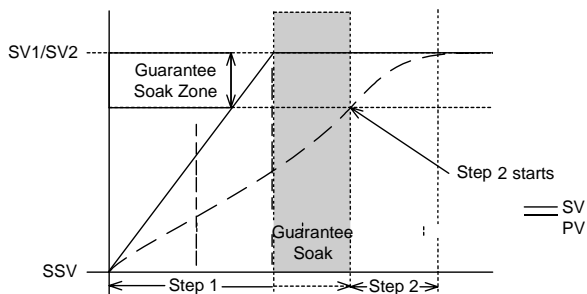 SV1/SV2
Guarantee
Soak Zone
Step 2 starts
SV
PV
Guarantee
Soak
SSV
Step 1
Step 2